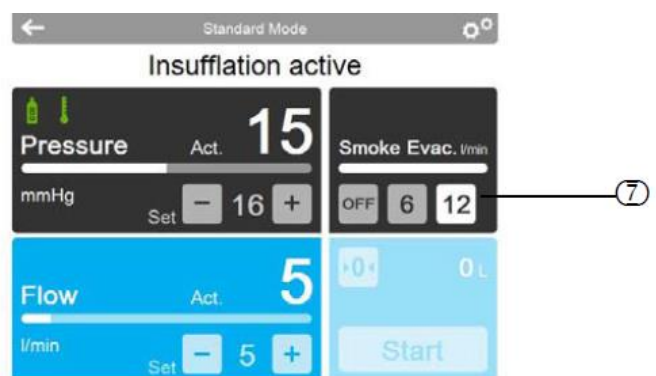 Standard Mode
Insufflation active
Pressure Act. 15
mmHg Set − 16 +
Smoke Evac. l/min
OFF 6 12
⑦
Flow Act. 5
l/min Set − 5 +
▸0◂ 0 L
Start